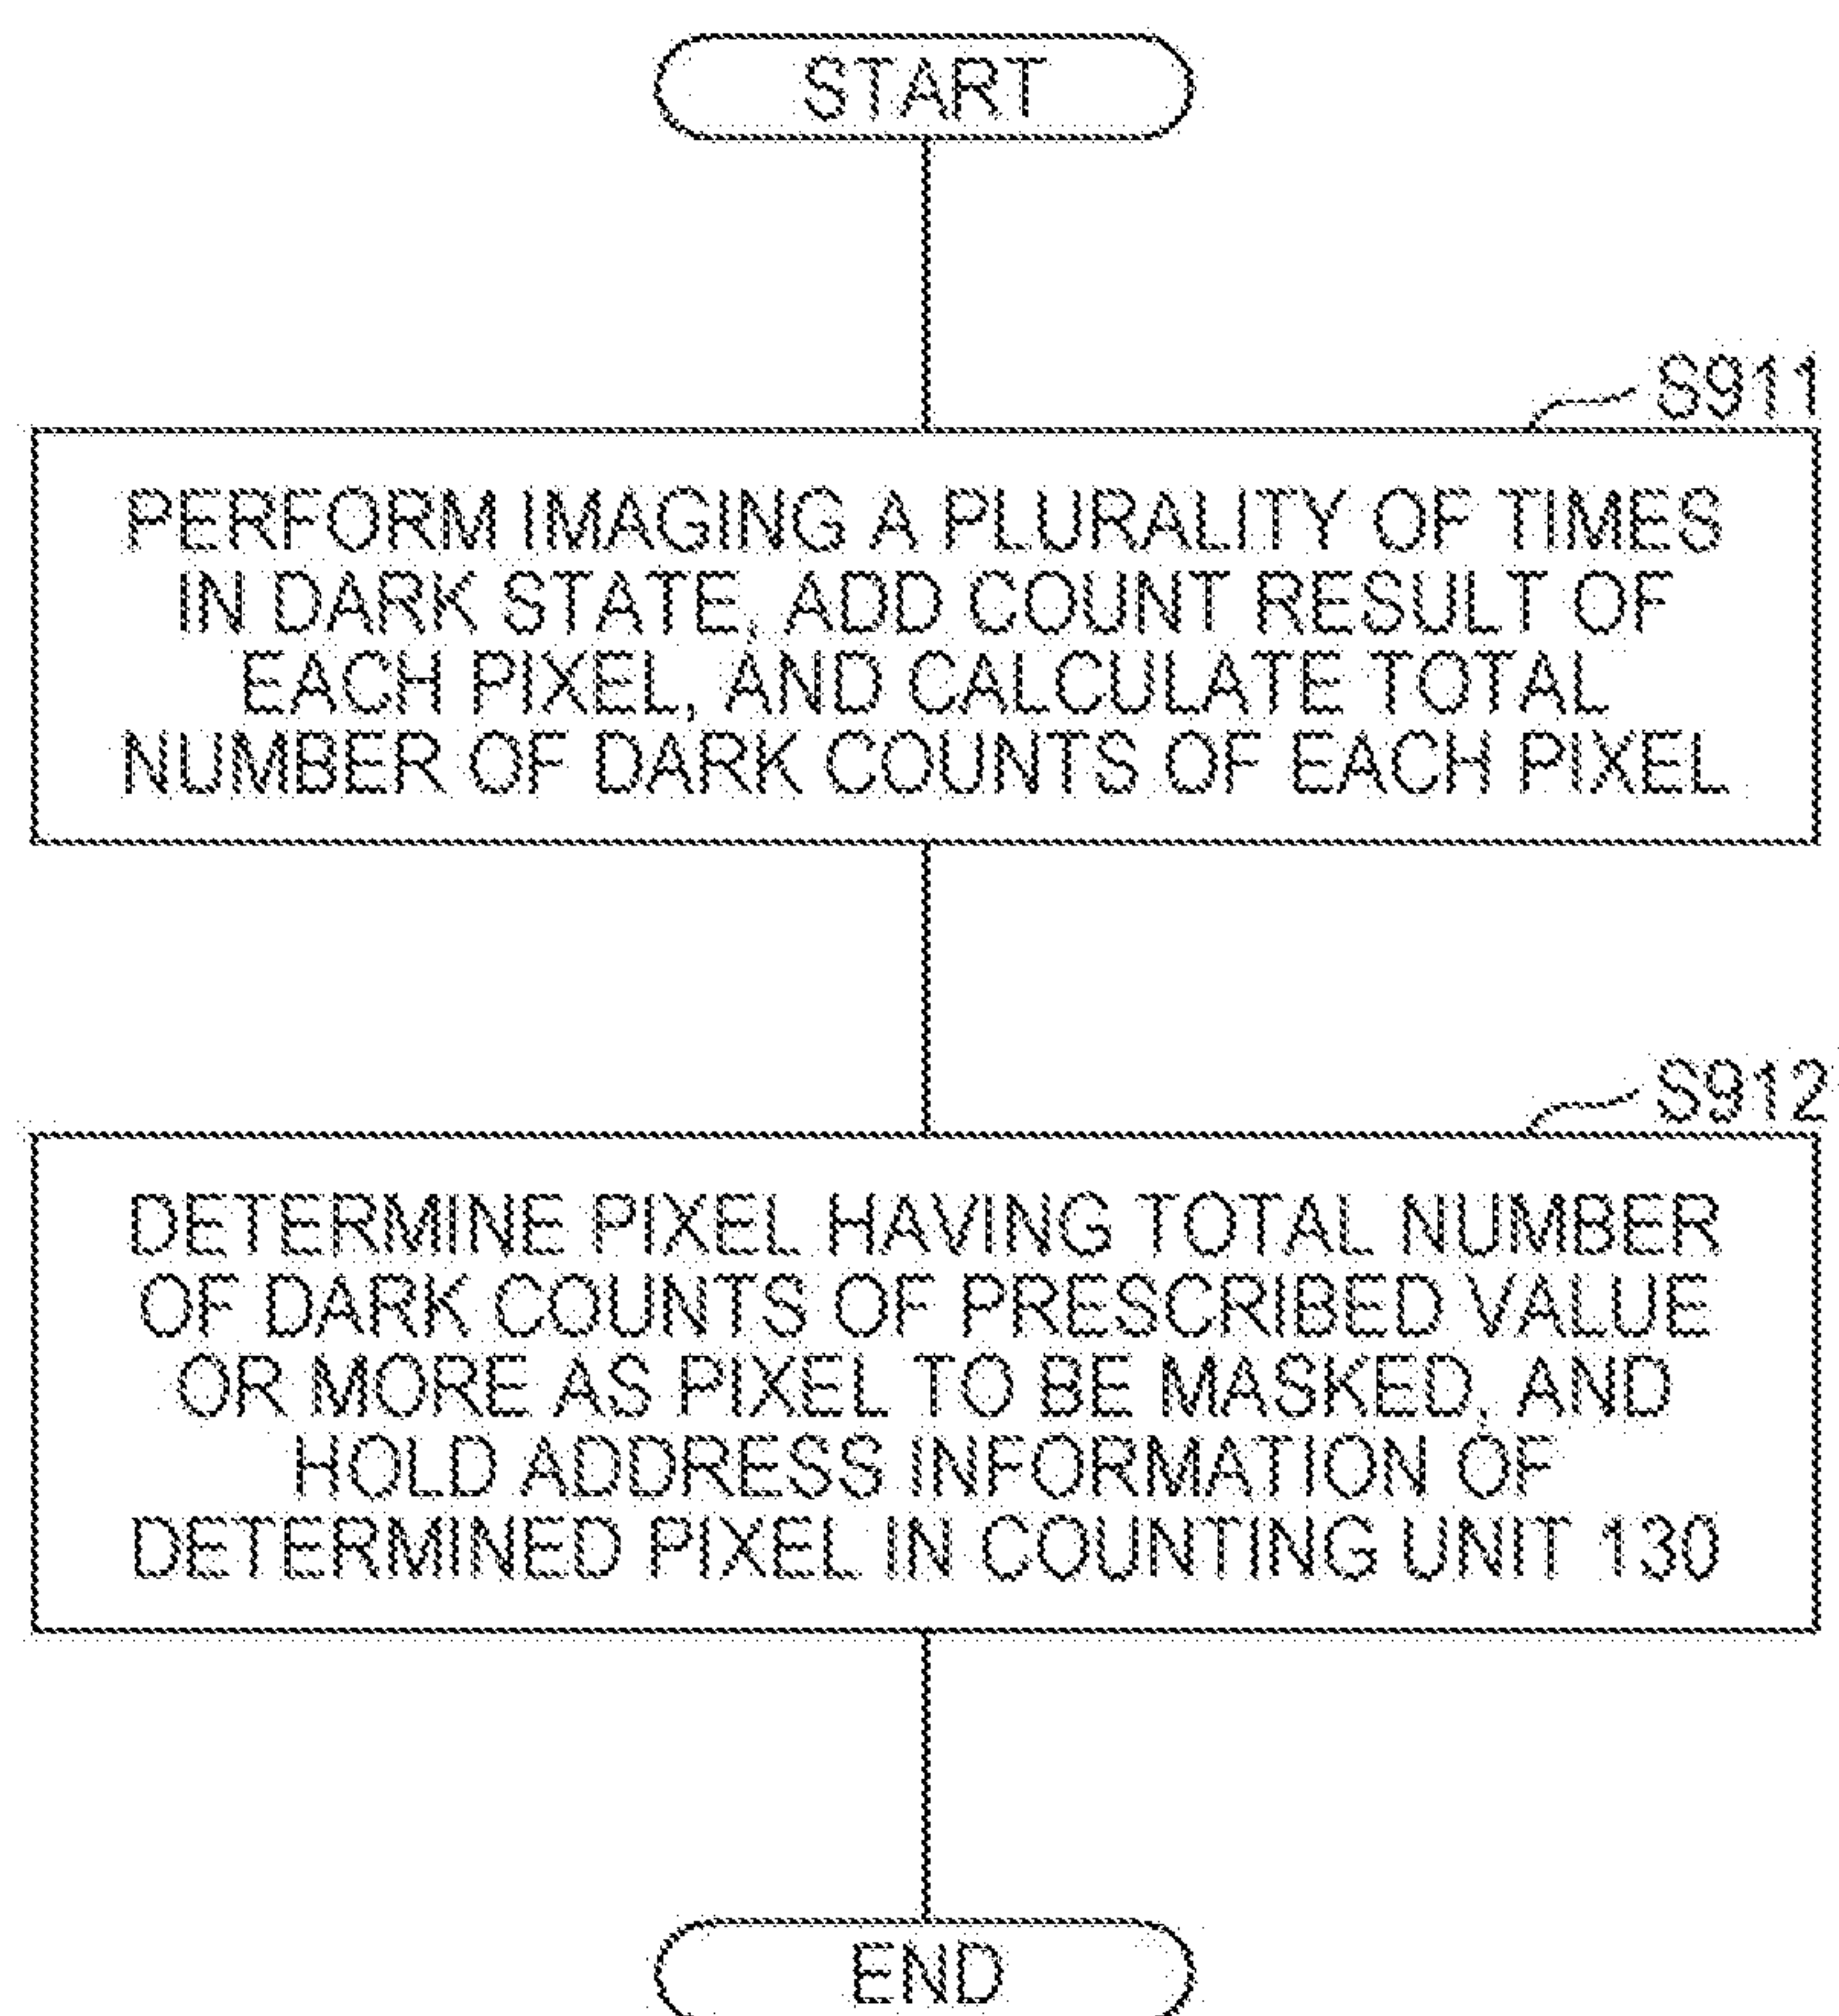 START
S911
PERFORM IMAGING A PLURALITY OF TIMES
IN DARK STATE, ADD COUNT RESULT OF
EACH PIXEL, AND CALCULATE TOTAL
NUMBER OF DARK COUNTS OF EACH PIXEL
S912
DETERMINE PIXEL HAVING TOTAL NUMBER
OF DARK COUNTS OF PRESCRIBED VALUE
OR MORE AS PIXEL TO BE MASKED, AND
HOLD ADDRESS INFORMATION OF
DETERMINED PIXEL IN COUNTING UNIT 130
END